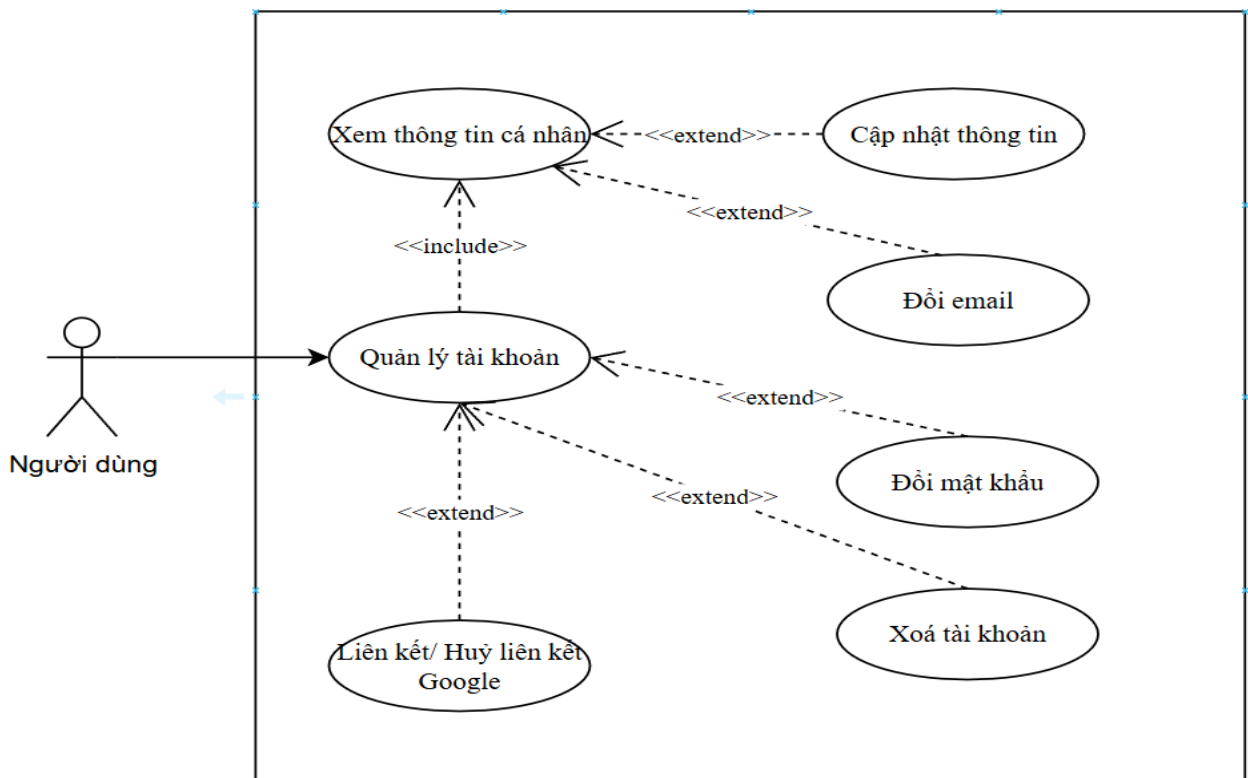 Xem thông tin cá nhân
<<extend>>
Cập nhật thông tin
<<extend>>
<<include>>
Đổi email
Quản lý tài khoản
<<extend>>
Người dùng
Đổi mật khẩu
<<extend>>
<<extend>>
Xoá tài khoản
Liên kết/ Huỷ liên kết
Google